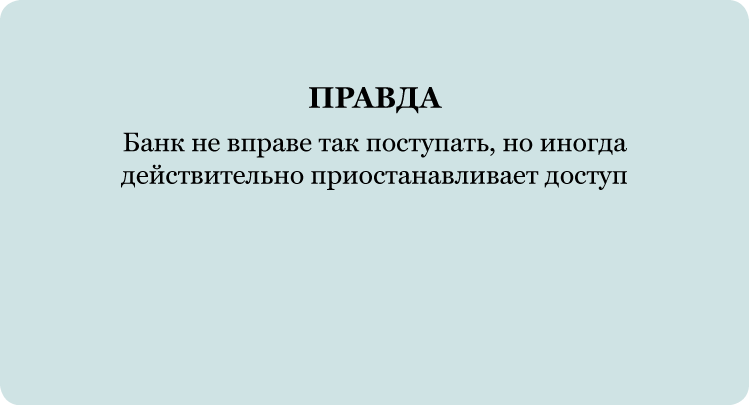 ПРАВДА
Банк не вправе так поступать, но иногда
действительно приостанавливает доступ